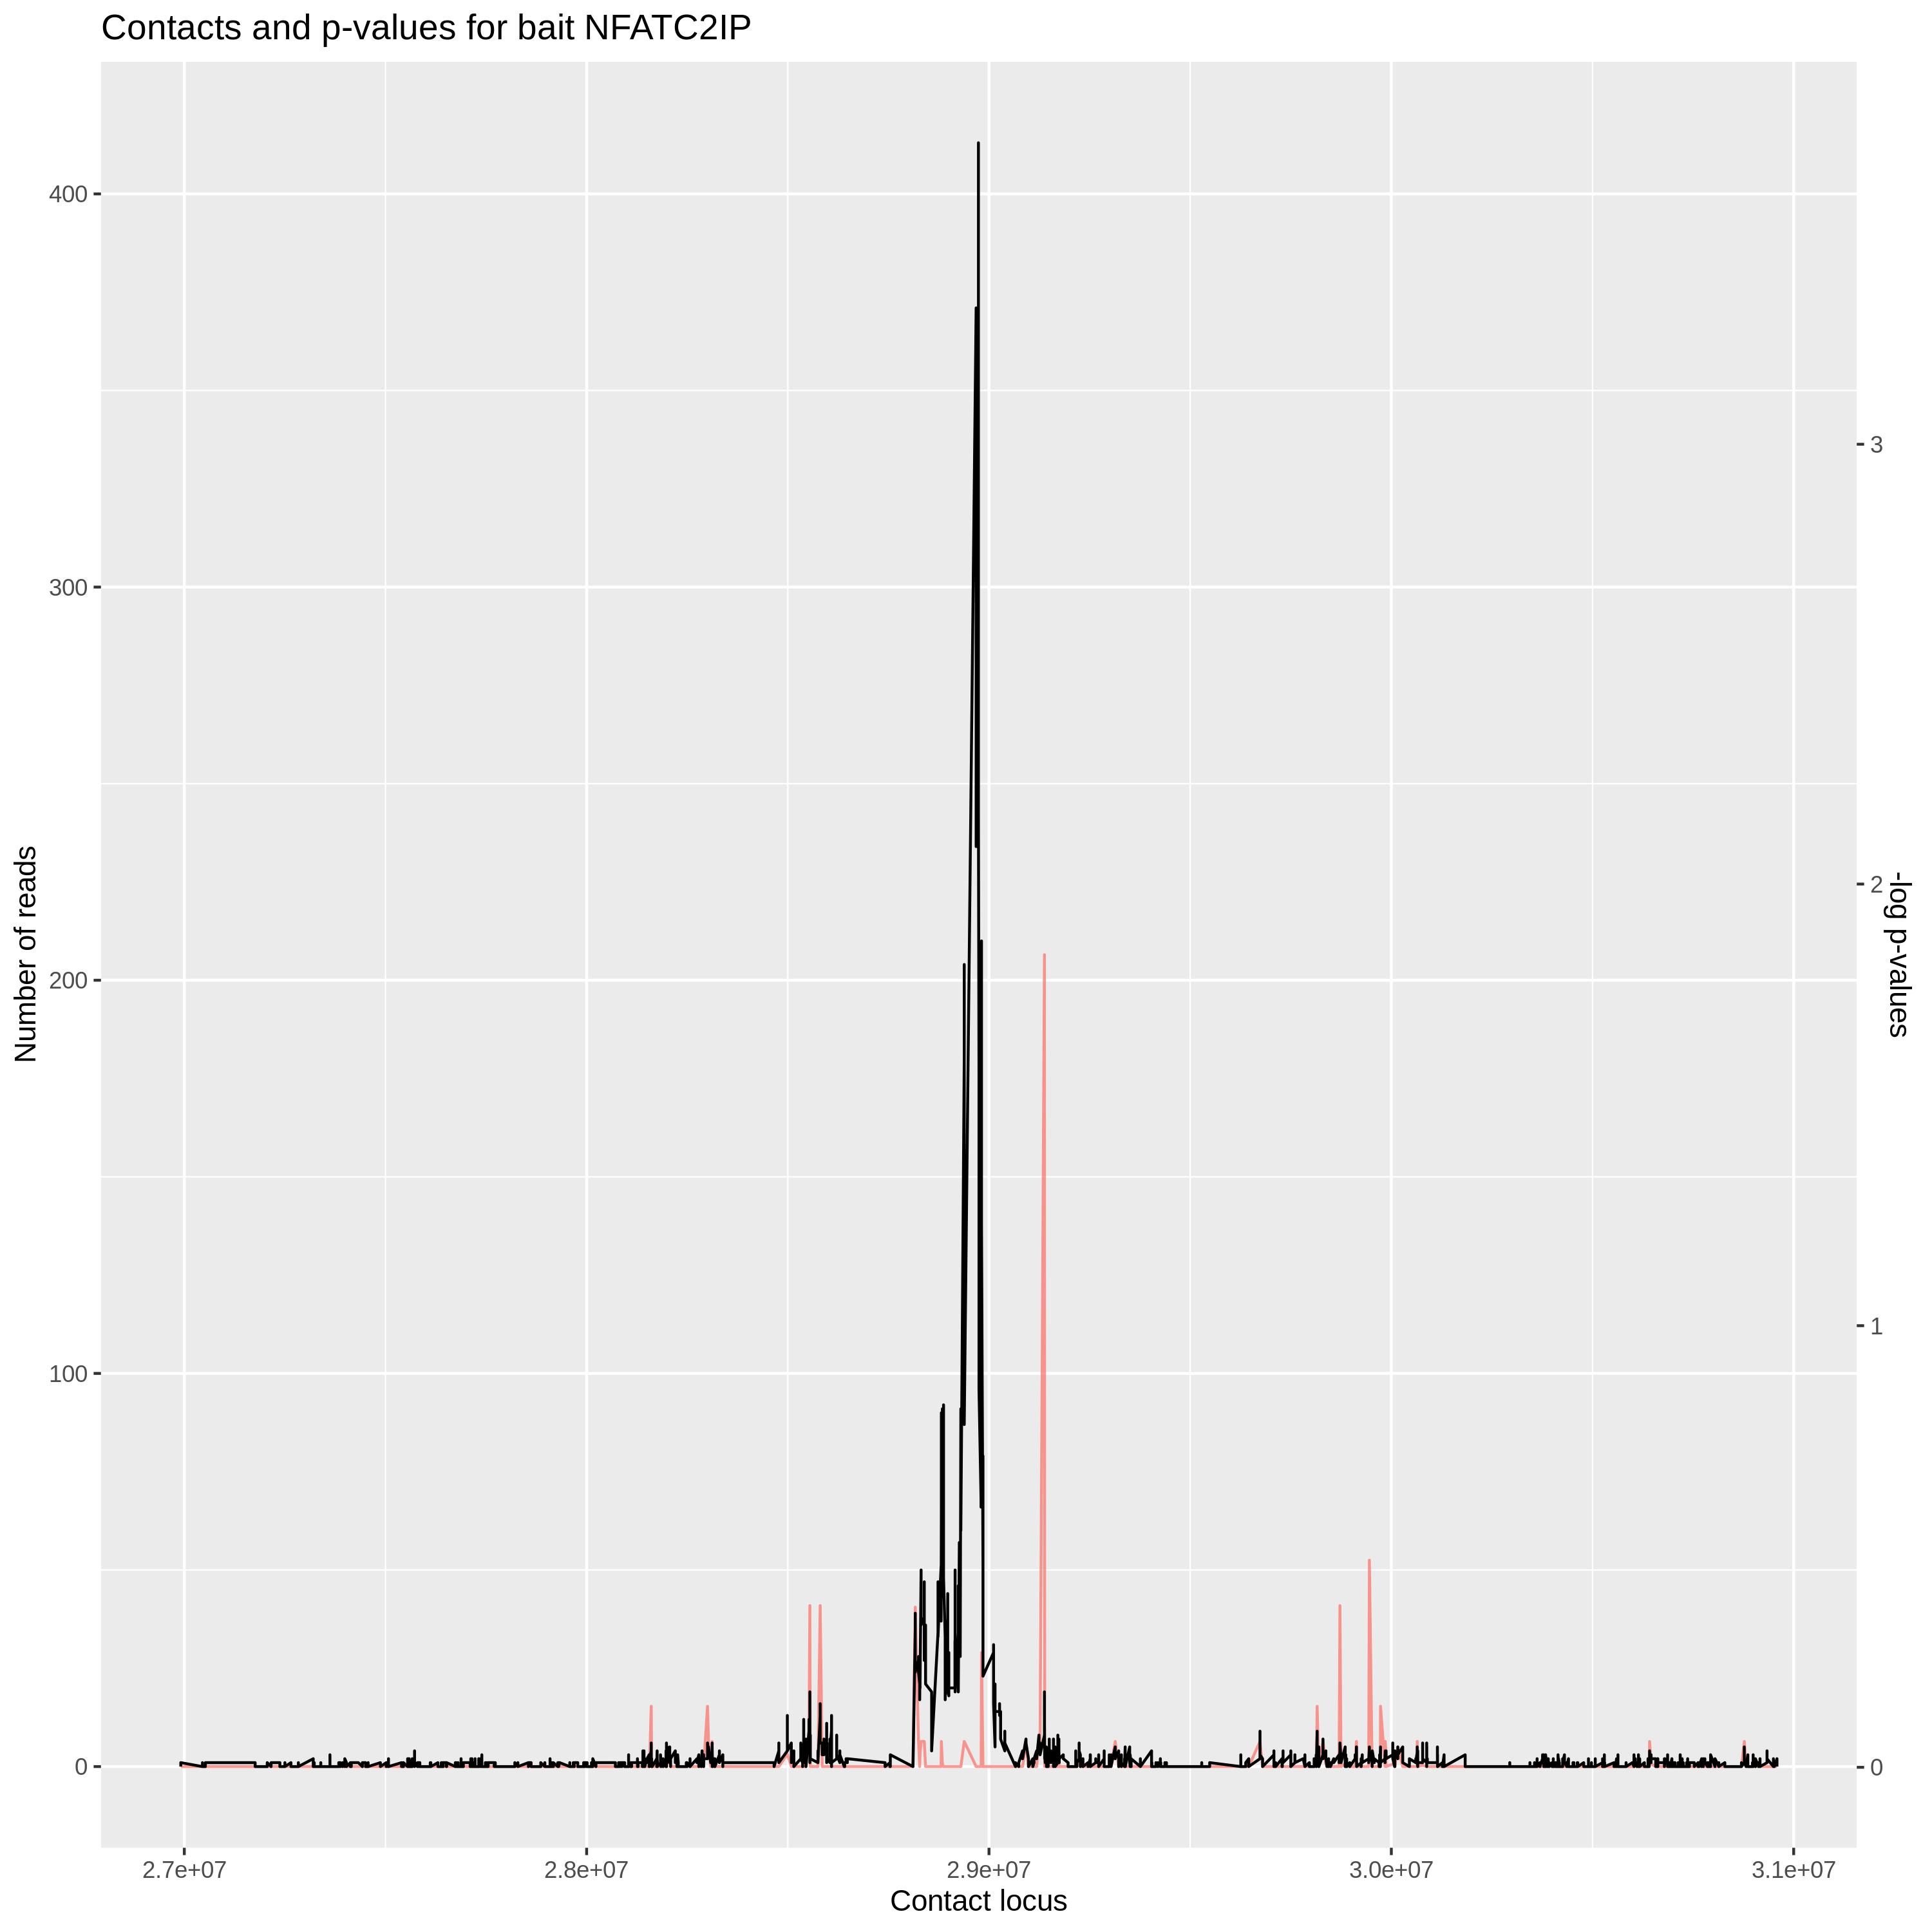 Contacts and p-values for bait NFATC2IP
400
300
200
100
0
Number of reads
3
2
1
0
-log p-values
2.7e+07
2.8e+07
2.9e+07
3.0e+07
3.1e+07
Contact locus